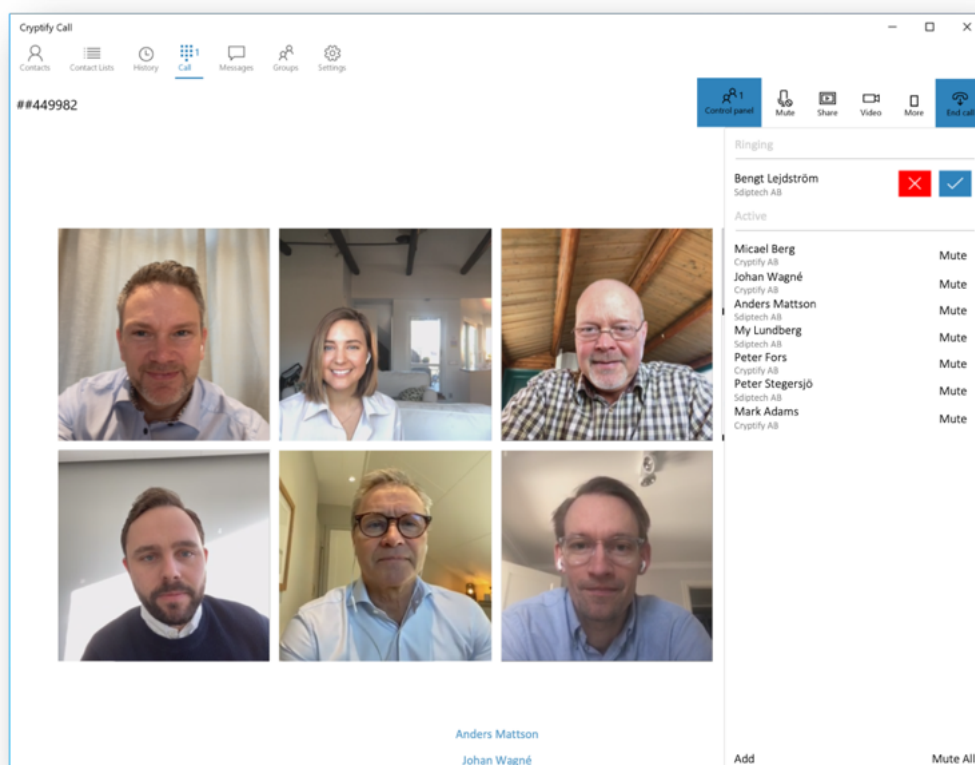 Cryptify Call
1
Contacts Contact Lists History Call Messages Groups Settings
##449982
1
Control panel Mute Share Video More End call
Ringing
Bengt Lejdström
Sdiptech AB
Active
Micael Berg
Cryptify AB
Mute
Johan Wagné
Cryptify AB
Mute
Anders Mattson
Sdiptech AB
Mute
My Lundberg
Sdiptech AB
Mute
Peter Fors
Cryptify AB
Mute
Peter Stegersjö
Sdiptech AB
Mute
Mark Adams
Cryptify AB
Mute
Anders Mattson
Johan Wagné
Add Mute All